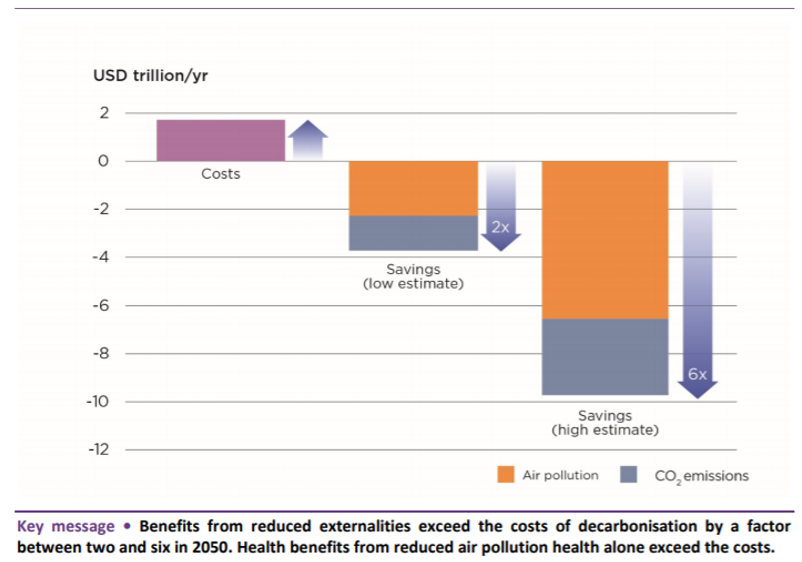 USD trillion/yr
2
0
Costs
-2
2x
-4
Savings
(low estimate)
-6
-8
6x
-10
Savings
(high estimate)
-12
Air pollution
CO₂ emissions
Key message • Benefits from reduced externalities exceed the costs of decarbonisation by a factor
between two and six in 2050. Health benefits from reduced air pollution health alone exceed the costs.